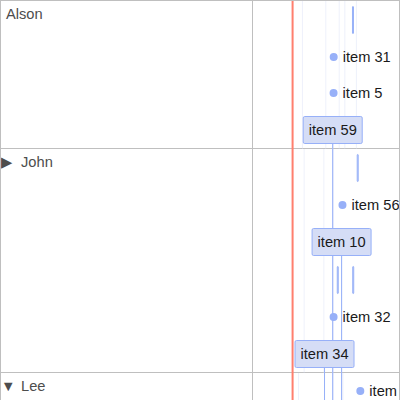 Alson
item 31
item 5
item 59
▶ John
item 56
item 10
item 32
item 34
▼ Lee
item